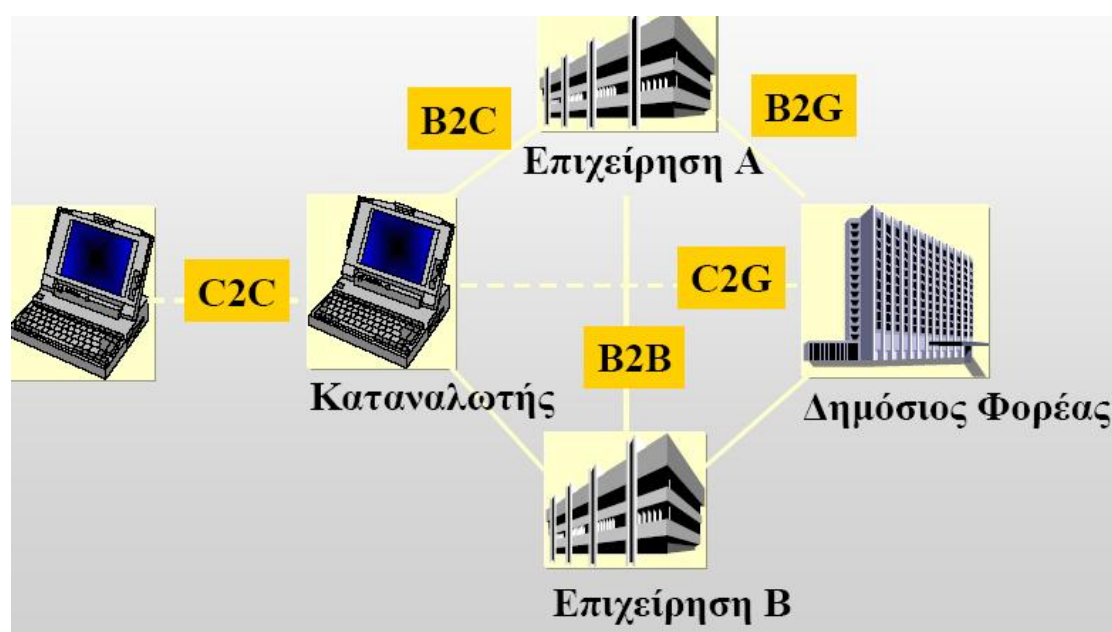 B2C
B2G
Επιχείρηση Α
C2C
C2G
B2B
Καταναλωτής
Δημόσιος Φορέας
Επιχείρηση Β